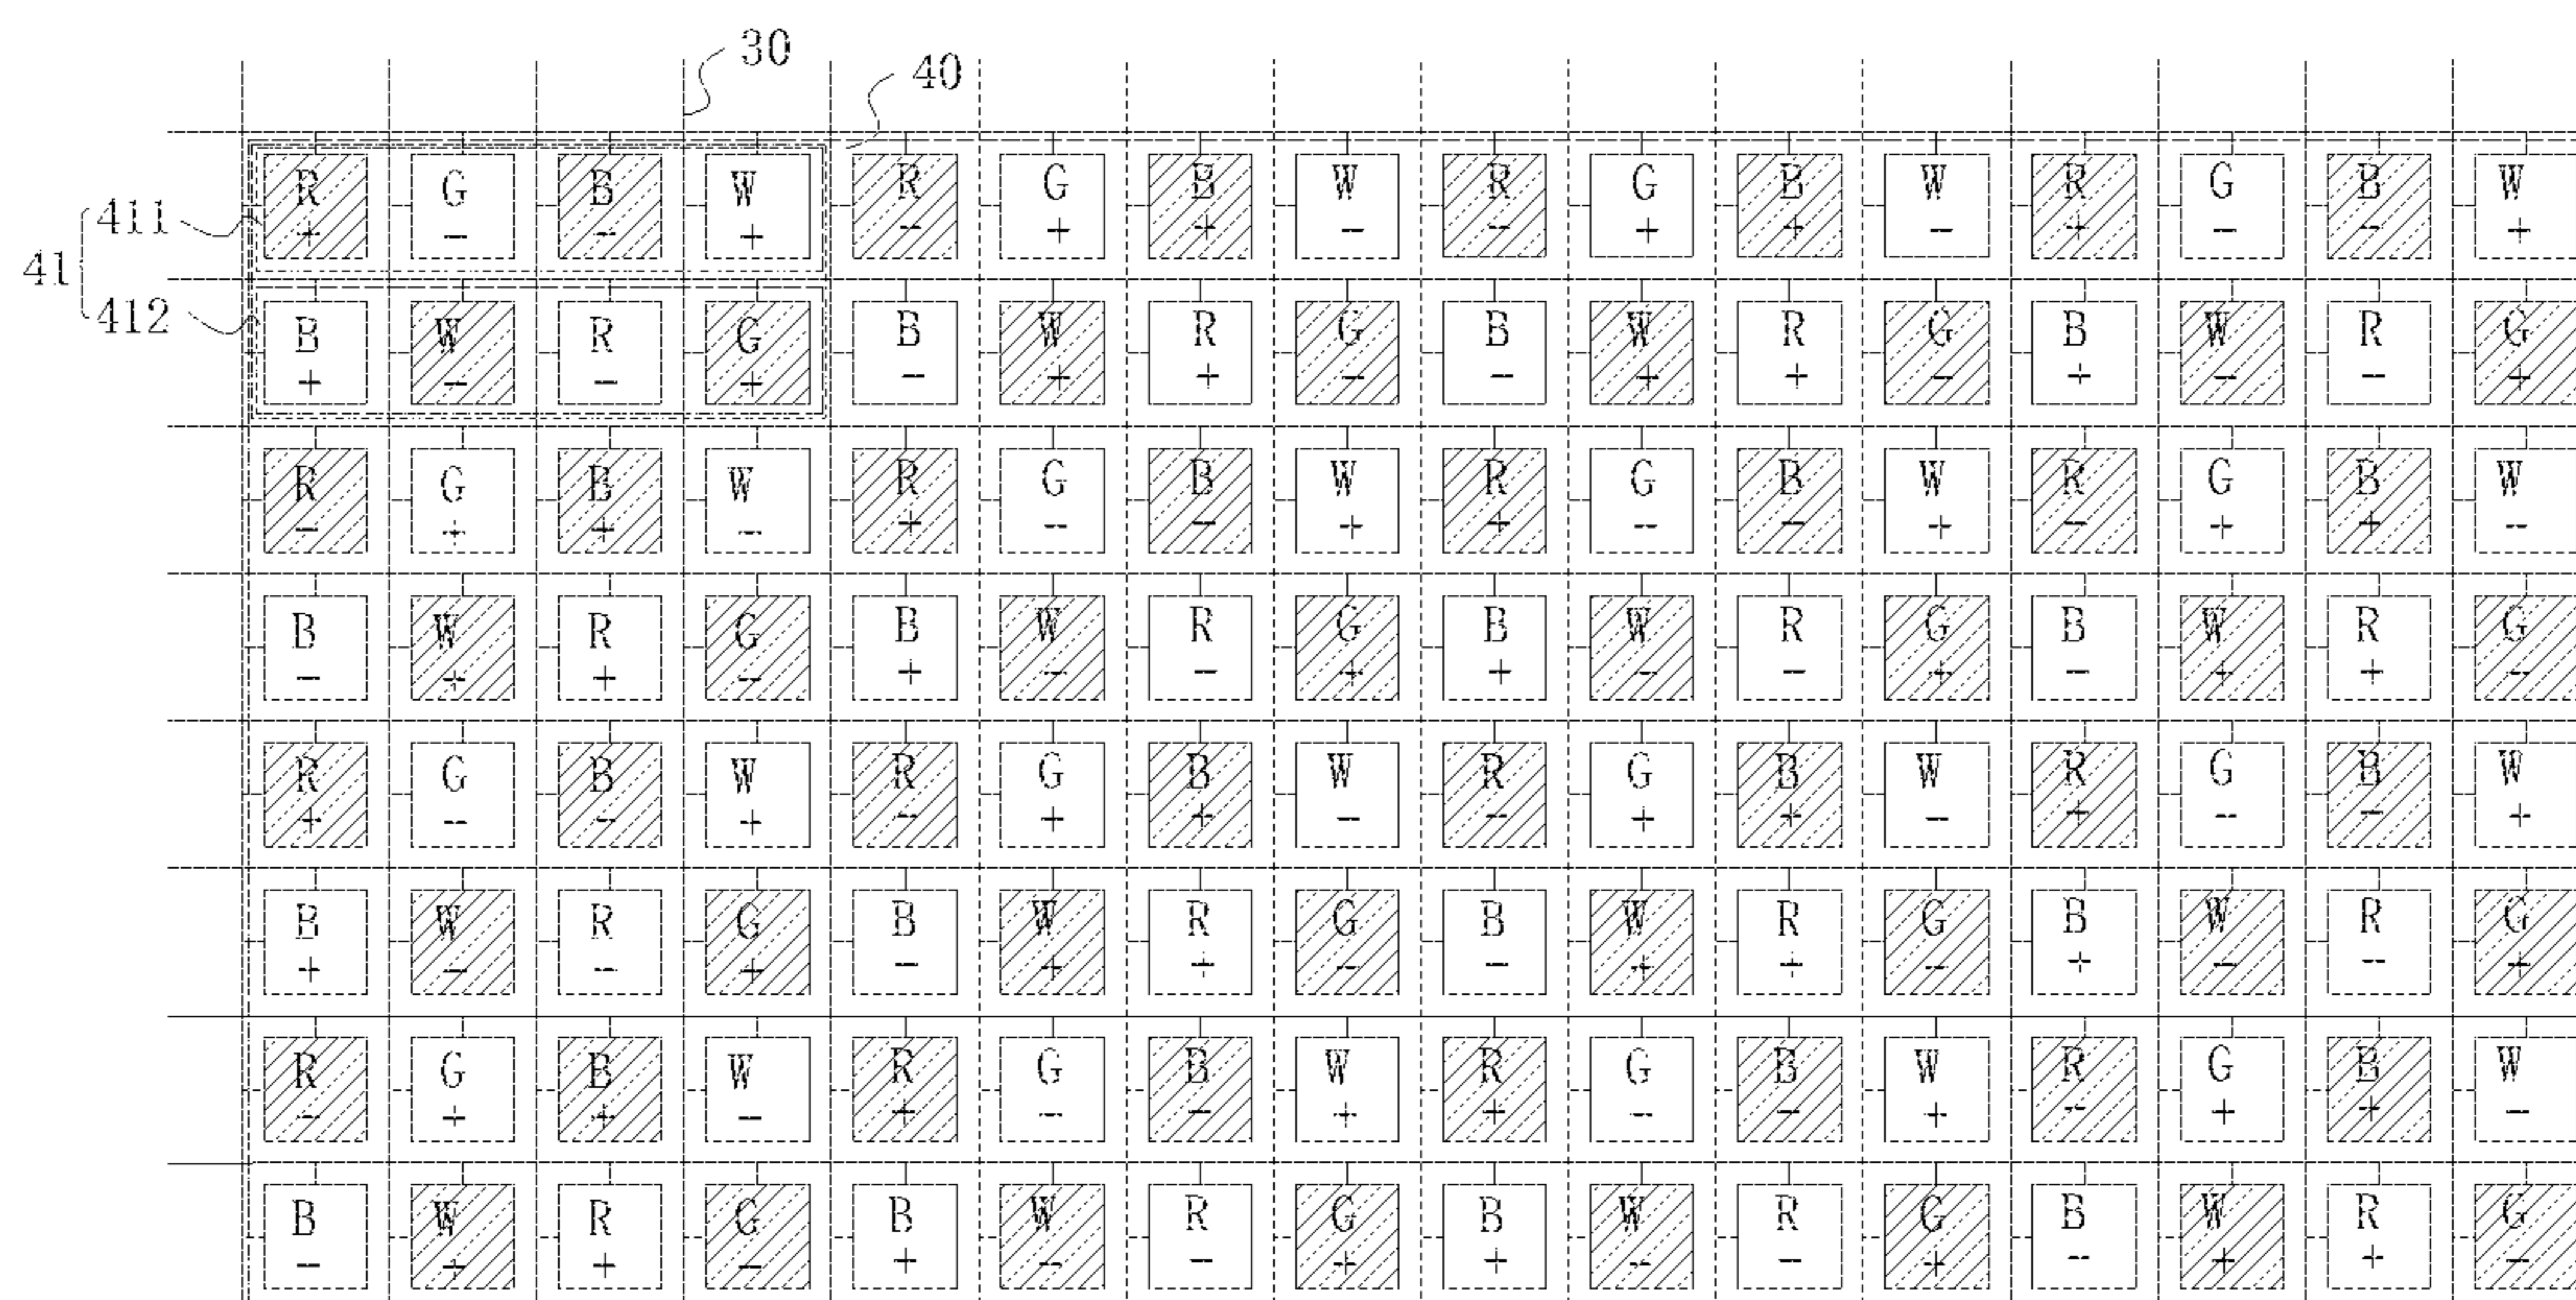 30
40
R G B W R G B W R G B W R G B W
411
+ - - + - + + - - + + - + - - +
41
412
B W R G B W R G B W R G B W R G
+ - - + - + + - - + + - + - - +
R G B W R G B W R G B W R G B W
- + + - + - - + + - - + - + + -
B W R G B W R G B W R G B W R G
- + + - + - - + + - - + - + + -
R G B W R G B W R G B W R G B W
+ - - + - + + - - + + - + - - +
B W R G B W R G B W R G B W R G
+ - - + - + + - - + + - + - - +
R G B W R G B W R G B W R G B W
- + + - + - - + + - - + - + + -
B W R G B W R G B W R G B W R G
- + + - + - - + + - - + - + + -